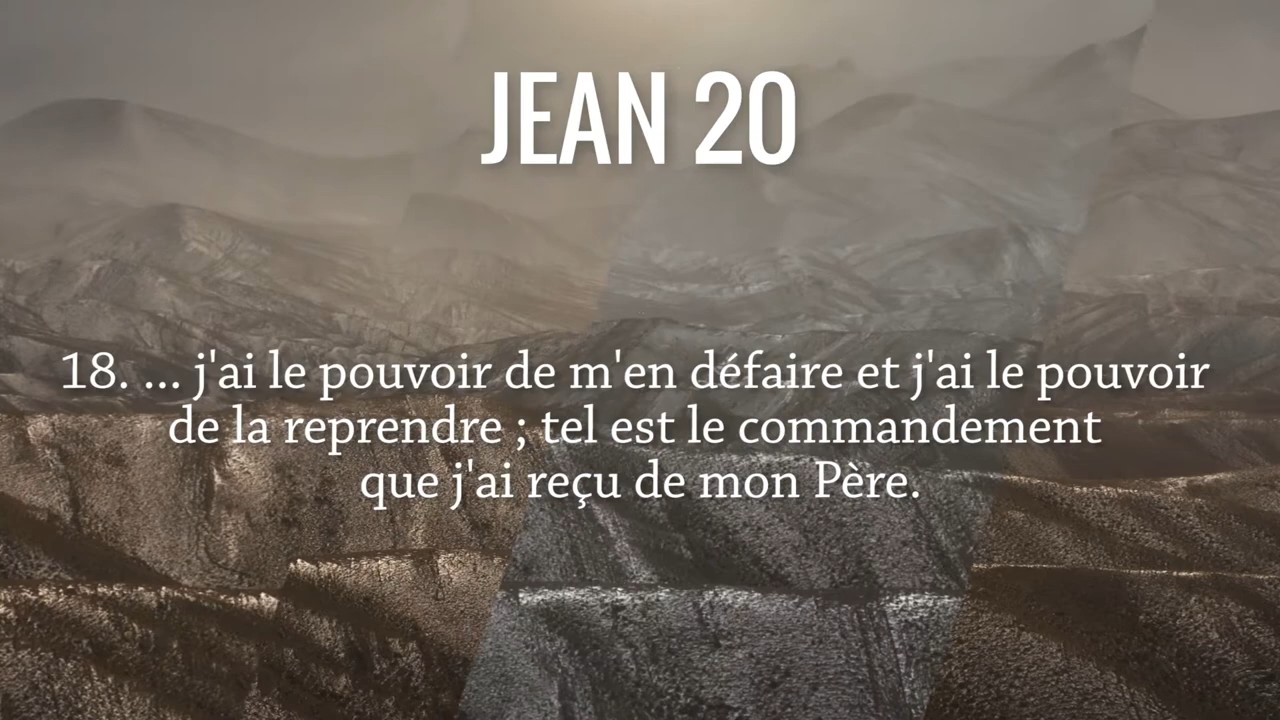 JEAN 20
18. ... j'ai le pouvoir de m'en défaire et j'ai le pouvoir
de la reprendre ; tel est le commandement
que j'ai reçu de mon Père.